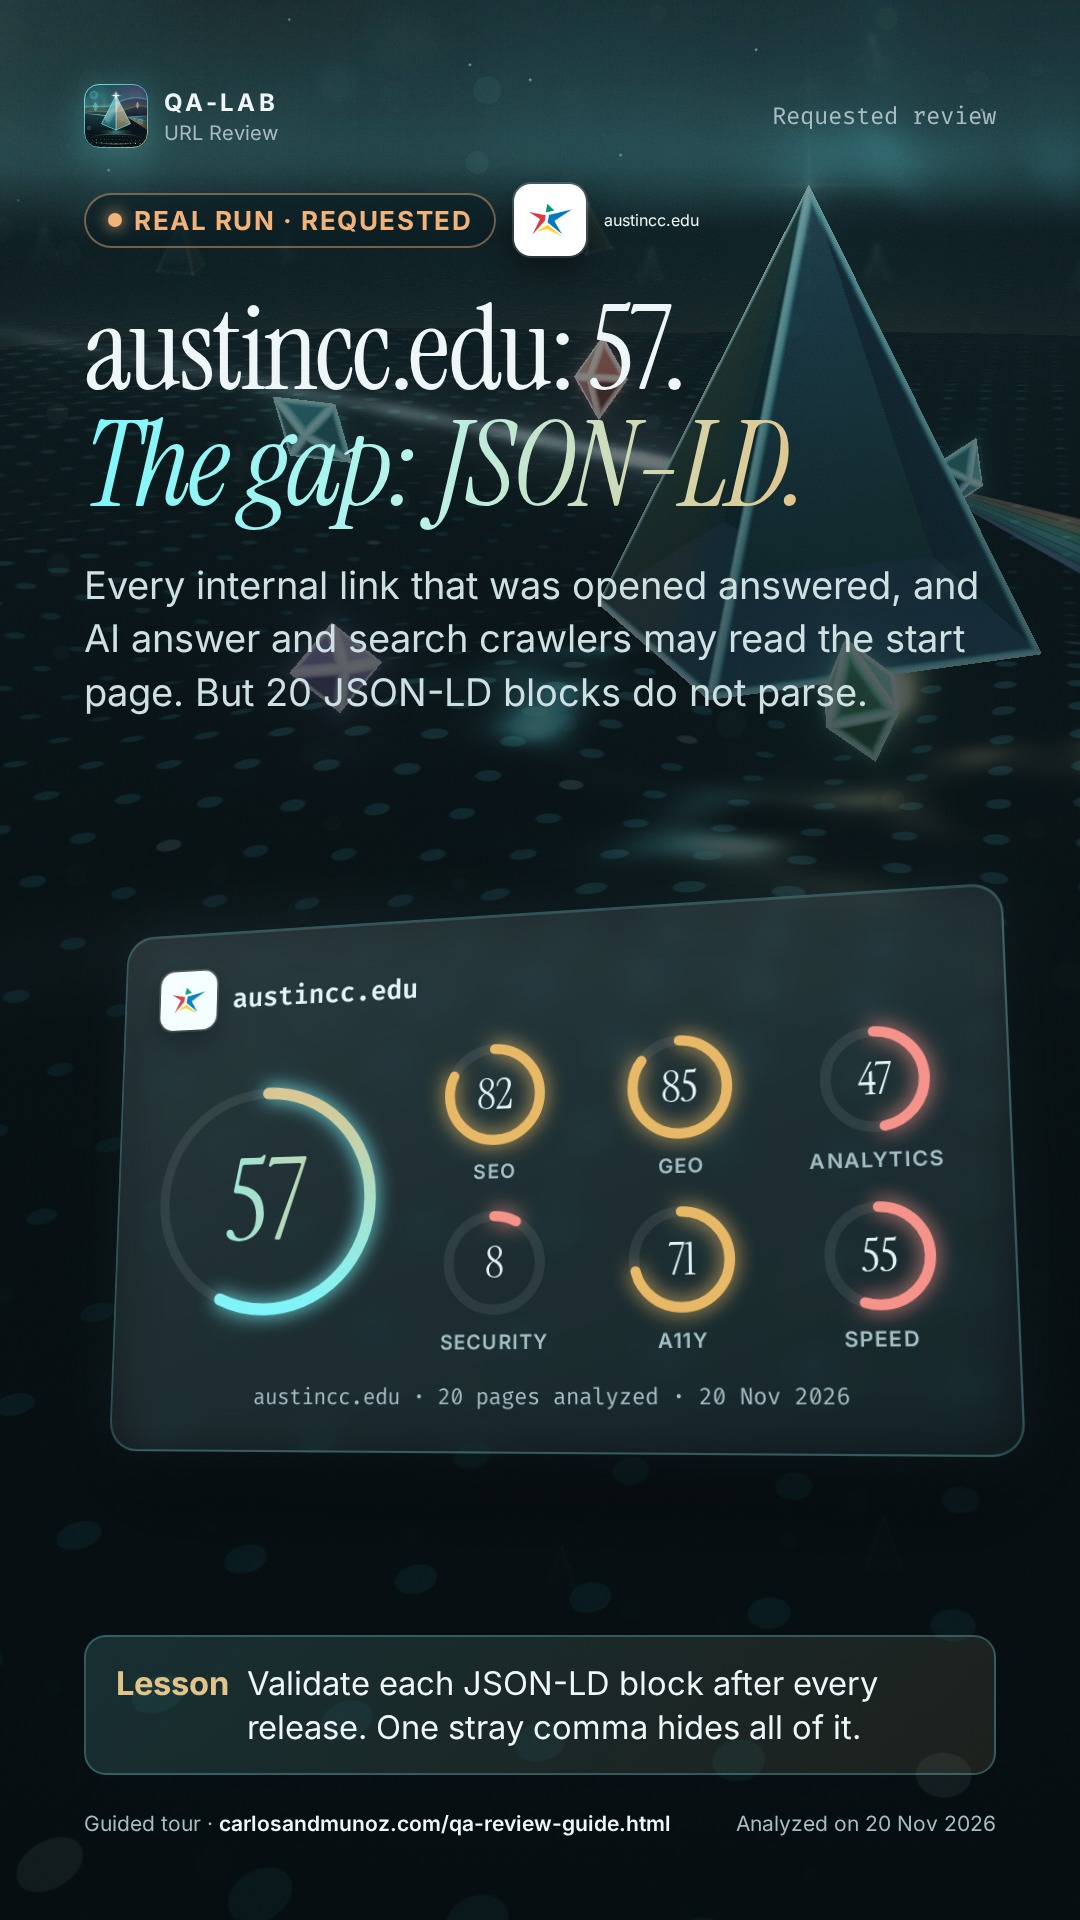 QA-LAB
URL Review
Requested review
REAL RUN · REQUESTED
austincc.edu
austincc.edu: 57.
The gap: JSON-LD.
Every internal link that was opened answered, and
AI answer and search crawlers may read the start
page. But 20 JSON-LD blocks do not parse.
austincc.edu
57
82
SEO
85
GEO
47
ANALYTICS
8
SECURITY
71
A11Y
55
SPEED
austincc.edu · 20 pages analyzed · 20 Nov 2026
Lesson Validate each JSON-LD block after every
release. One stray comma hides all of it.
Guided tour · carlosandmunoz.com/qa-review-guide.html
Analyzed on 20 Nov 2026